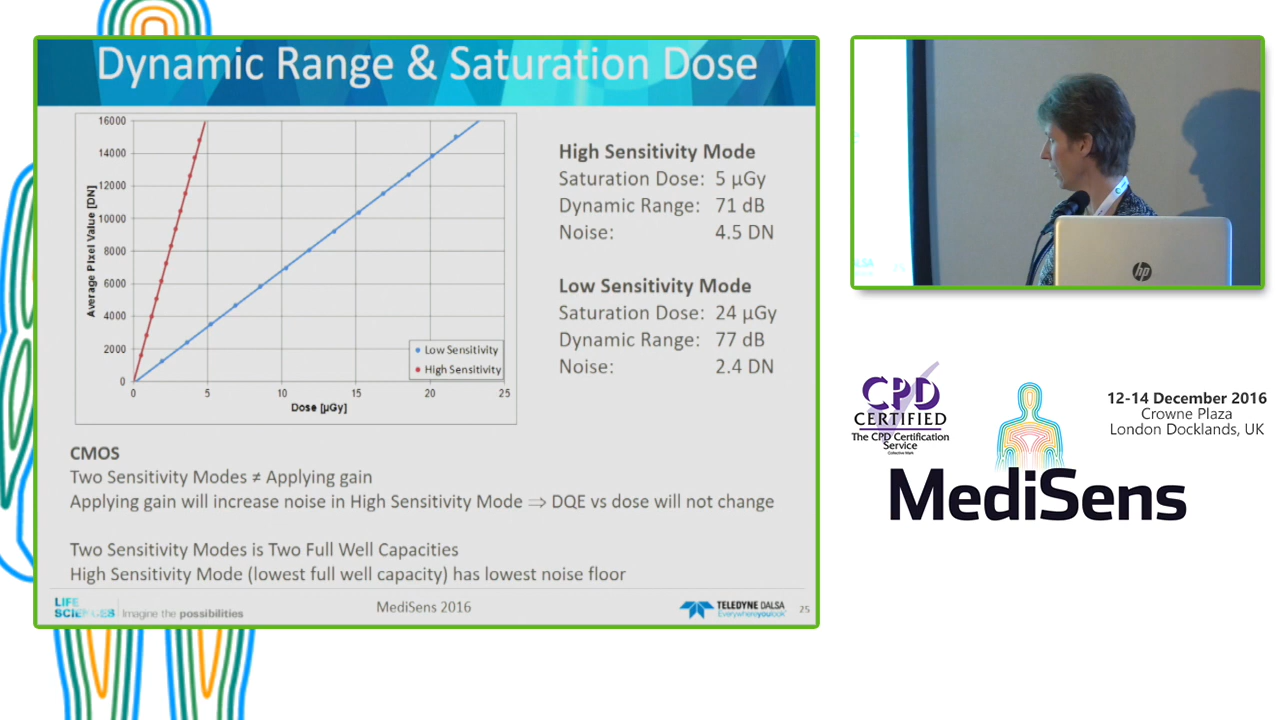 Dynamic Range & Saturation Dose
16000
14000
12000
10000
8000
6000
4000
2000
0
Average Pixel Value [DN]
0 5 10 15 20 25
Dose [µGy]
Low Sensitivity
High Sensitivity
High Sensitivity Mode
Saturation Dose: 5 µGy
Dynamic Range: 71 dB
Noise: 4.5 DN
Low Sensitivity Mode
Saturation Dose: 24 µGy
Dynamic Range: 77 dB
Noise: 2.4 DN
CMOS
Two Sensitivity Modes ≠ Applying gain
Applying gain will increase noise in High Sensitivity Mode ⇒ DQE vs dose will not change
Two Sensitivity Modes is Two Full Well Capacities
High Sensitivity Mode (lowest full well capacity) has lowest noise floor
LIFE
SCIENCES
Imagine the possibilities
MediSens 2016
TELEDYNE DALSA
Everywhereyoulook
25
25
hp
CPD
CERTIFIED
The CPD Certification
Service
Collective Mark
12-14 December 2016
Crowne Plaza
London Docklands, UK
MediSens